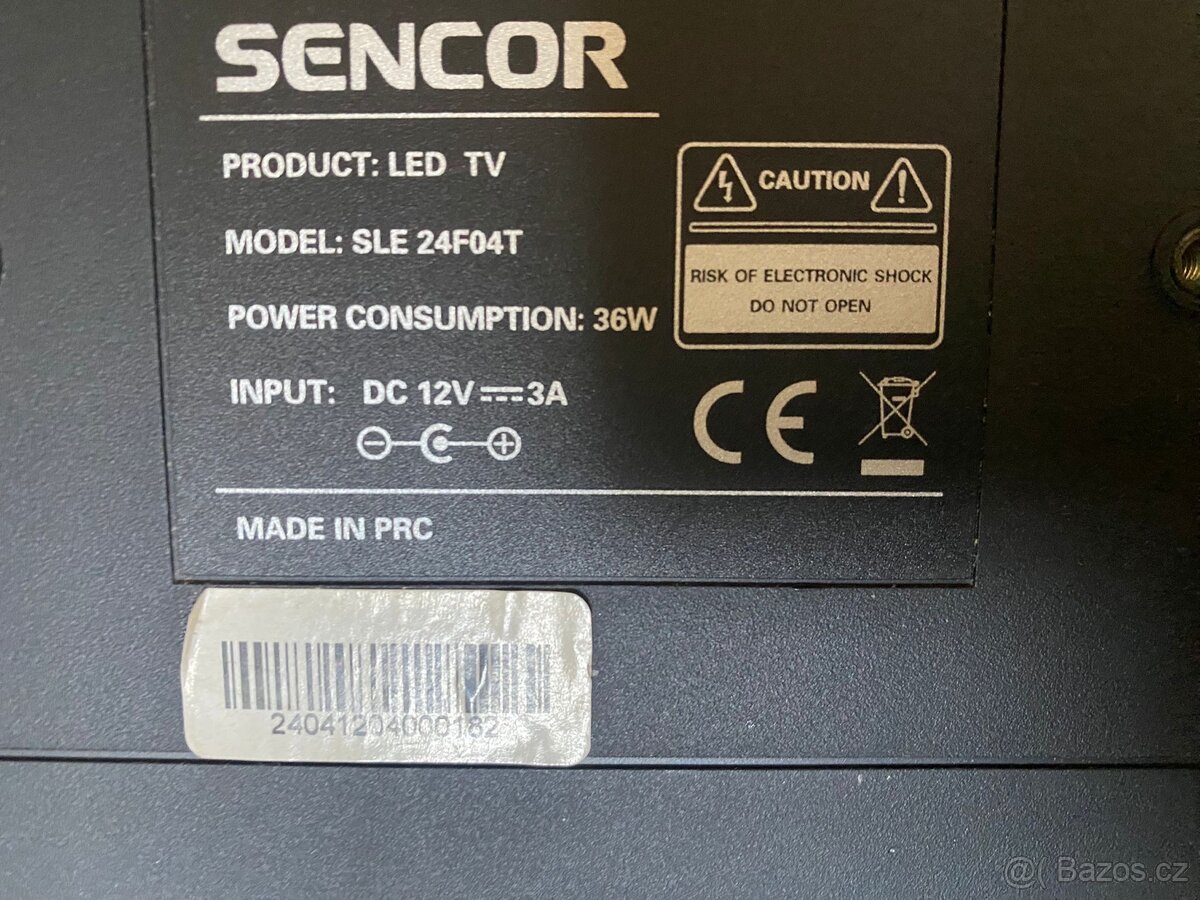 SENCOR
PRODUCT: LED TV
MODEL: SLE 24F04T
POWER CONSUMPTION: 36W
INPUT: DC 12V⎓3A
CAUTION
RISK OF ELECTRONIC SHOCK
DO NOT OPEN
CE
MADE IN PRC
24041204000182
@( Bazos.cz